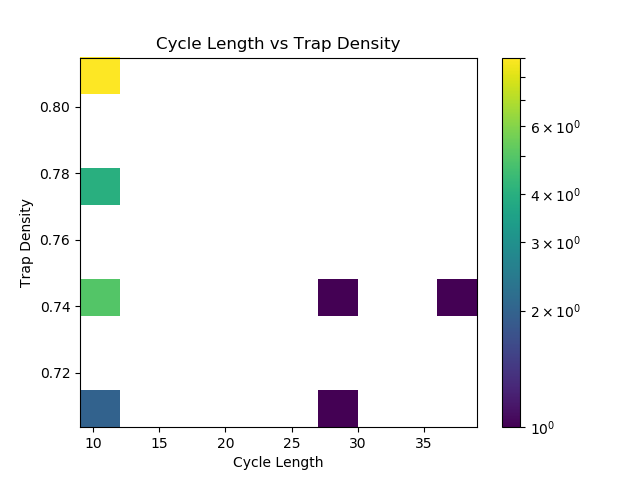 Cycle Length vs Trap Density
Trap Density
0.80
0.78
0.76
0.74
0.72
10
15
20
25
30
35
Cycle Length
6 × 10⁰
4 × 10⁰
3 × 10⁰
2 × 10⁰
10⁰